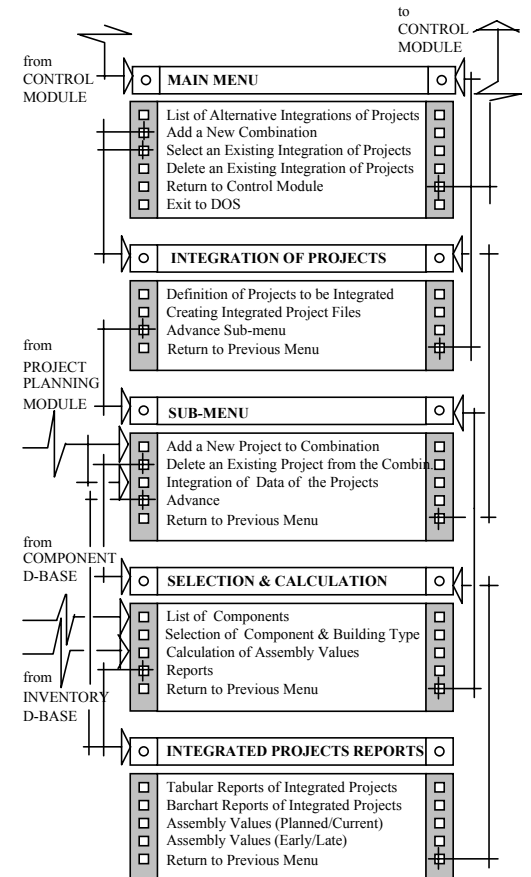 to
CONTROL
MODULE
from
CONTROL
MODULE
MAIN MENU
List of Alternative Integrations of Projects
Add a New Combination
Select an Existing Integration of Projects
Delete an Existing Integration of Projects
Return to Control Module
Exit to DOS
INTEGRATION OF PROJECTS
Definition of Projects to be Integrated
Creating Integrated Project Files
Advance Sub-menu
Return to Previous Menu
from
PROJECT
PLANNING
MODULE
SUB-MENU
Add a New Project to Combination
Delete an Existing Project from the Combin.
Integration of Data of the Projects
Advance
Return to Previous Menu
from
COMPONENT
D-BASE
SELECTION & CALCULATION
List of Components
Selection of Component & Building Type
Calculation of Assembly Values
Reports
Return to Previous Menu
from
INVENTORY
D-BASE
INTEGRATED PROJECTS REPORTS
Tabular Reports of Integrated Projects
Barchart Reports of Integrated Projects
Assembly Values (Planned/Current)
Assembly Values (Early/Late)
Return to Previous Menu